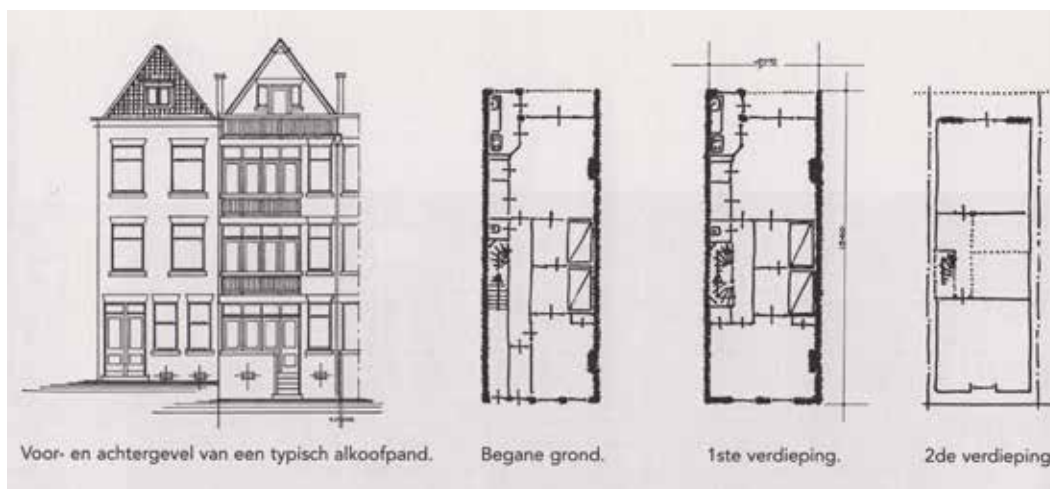 Voor- en achtergevel van een typisch alkoofpand.
Begane grond.
1ste verdieping.
2de verdieping